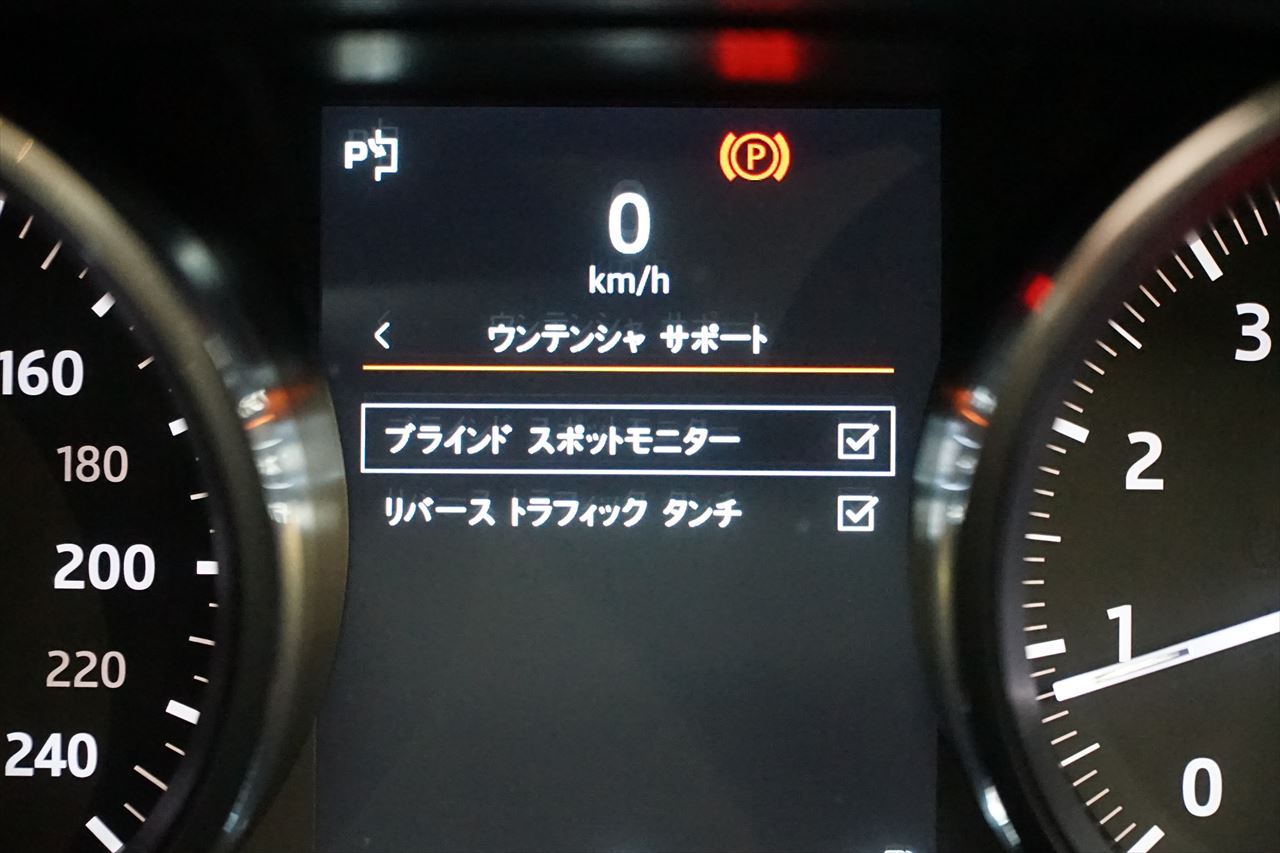 P
P
0
km/h
ウンテンシャ サポート
ブラインド スポットモニター
リバース トラフィック タンチ
160
180
200
220
240
3
2
1
0